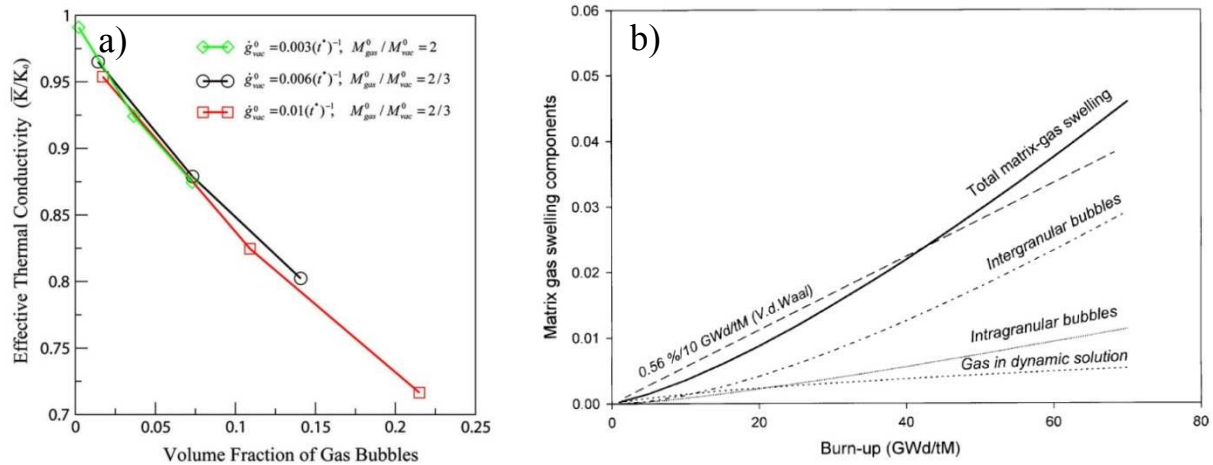 a)
ġ⁰vac = 0.003(t*)⁻¹; M⁰gas / M⁰vac = 2
ġ⁰vac = 0.006(t*)⁻¹; M⁰gas / M⁰vac = 2/3
ġ⁰vac = 0.01(t*)⁻¹; M⁰gas / M⁰vac = 2/3
Effective Thermal Conductivity (K̅/K₀)
1
0.95
0.9
0.85
0.8
0.75
0.7
0
0.05
0.1
0.15
0.2
0.25
Volume Fraction of Gas Bubbles
b)
Matrix gas swelling components
0.06
0.05
0.04
0.03
0.02
0.01
0.00
Total matrix-gas swelling
0.56 %/10 GWd/tM (V.d.Waal)
Intergranular bubbles
Intragranular bubbles
Gas in dynamic solution
0
20
40
60
80
Burn-up (GWd/tM)